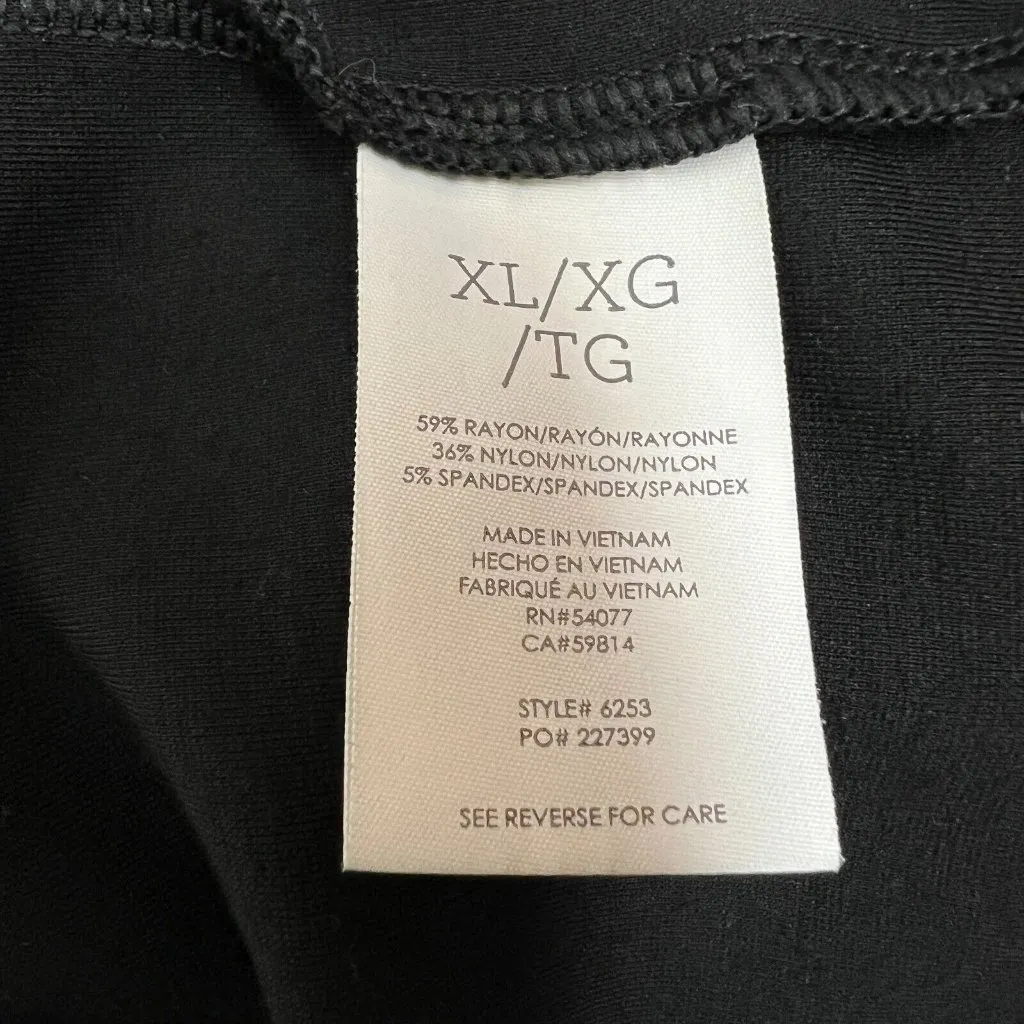 XL/XG
/TG
59% RAYON/RAYÓN/RAYONNE
36% NYLON/NYLON/NYLON
5% SPANDEX/SPANDEX/SPANDEX
MADE IN VIETNAM
HECHO EN VIETNAM
FABRIQUÉ AU VIETNAM
RN#54077
CA#59814
STYLE# 6253
PO# 227399
SEE REVERSE FOR CARE